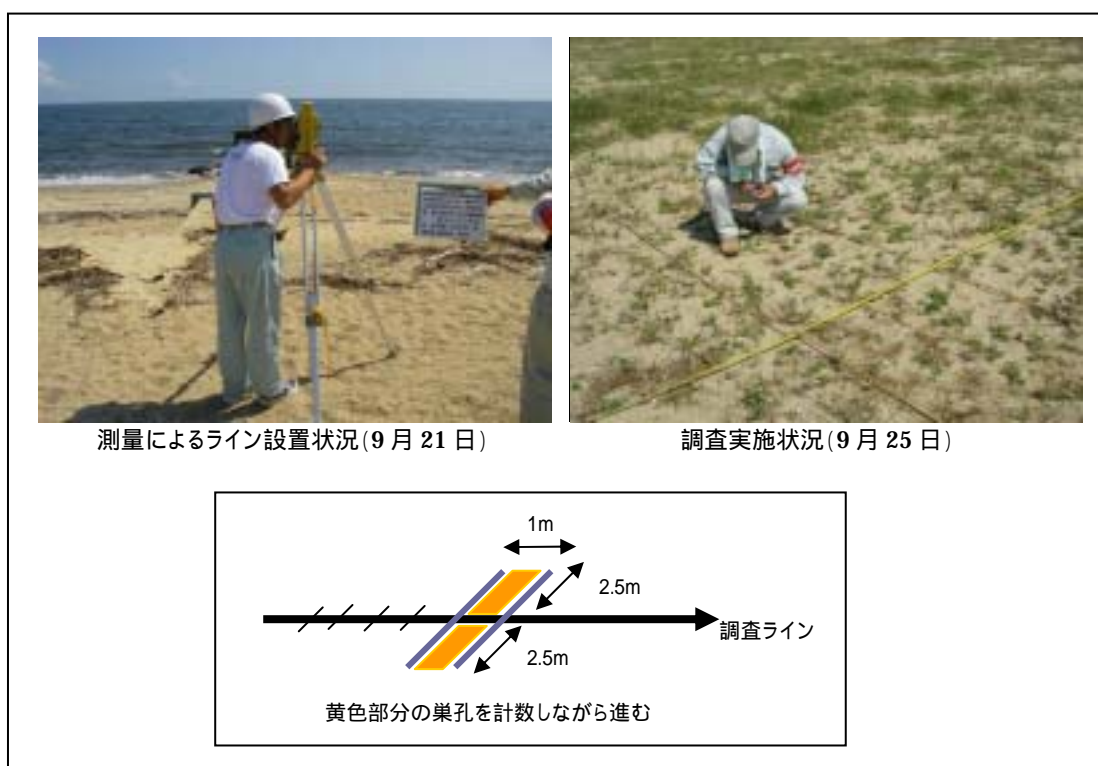 測量によるライン設置状況(9月21日)
調査実施状況(9月25日)
1m
2.5m
調査ライン
2.5m
黄色部分の巣孔を計数しながら進む